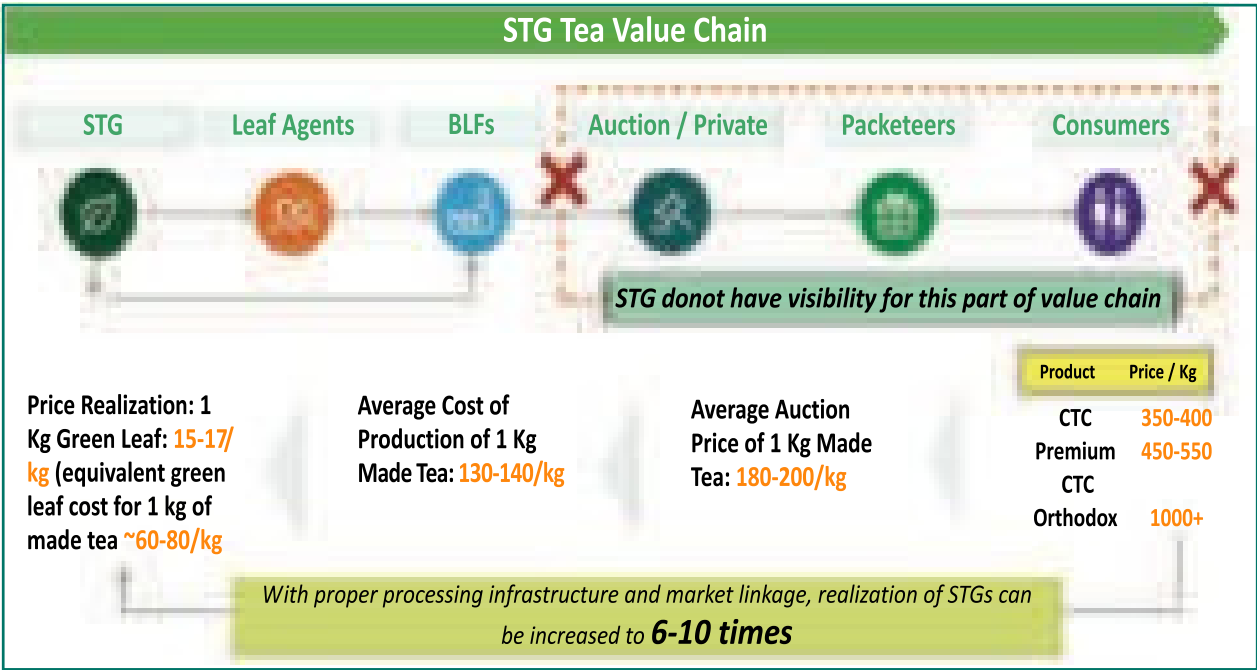 STG Tea Value Chain
STG
Leaf Agents
BLFs
Auction / Private
Packeteers
Consumers
STG donot have visibility for this part of value chain
Price Realization: 1
Kg Green Leaf: 15-17/
kg (equivalent green
leaf cost for 1 kg of
made tea ~60-80/kg
Average Cost of
Production of 1 Kg
Made Tea: 130-140/kg
Average Auction
Price of 1 Kg Made
Tea: 180-200/kg
Product Price / Kg
CTC 350-400
Premium 450-550
CTC
Orthodox 1000+
With proper processing infrastructure and market linkage, realization of STGs can
be increased to 6-10 times